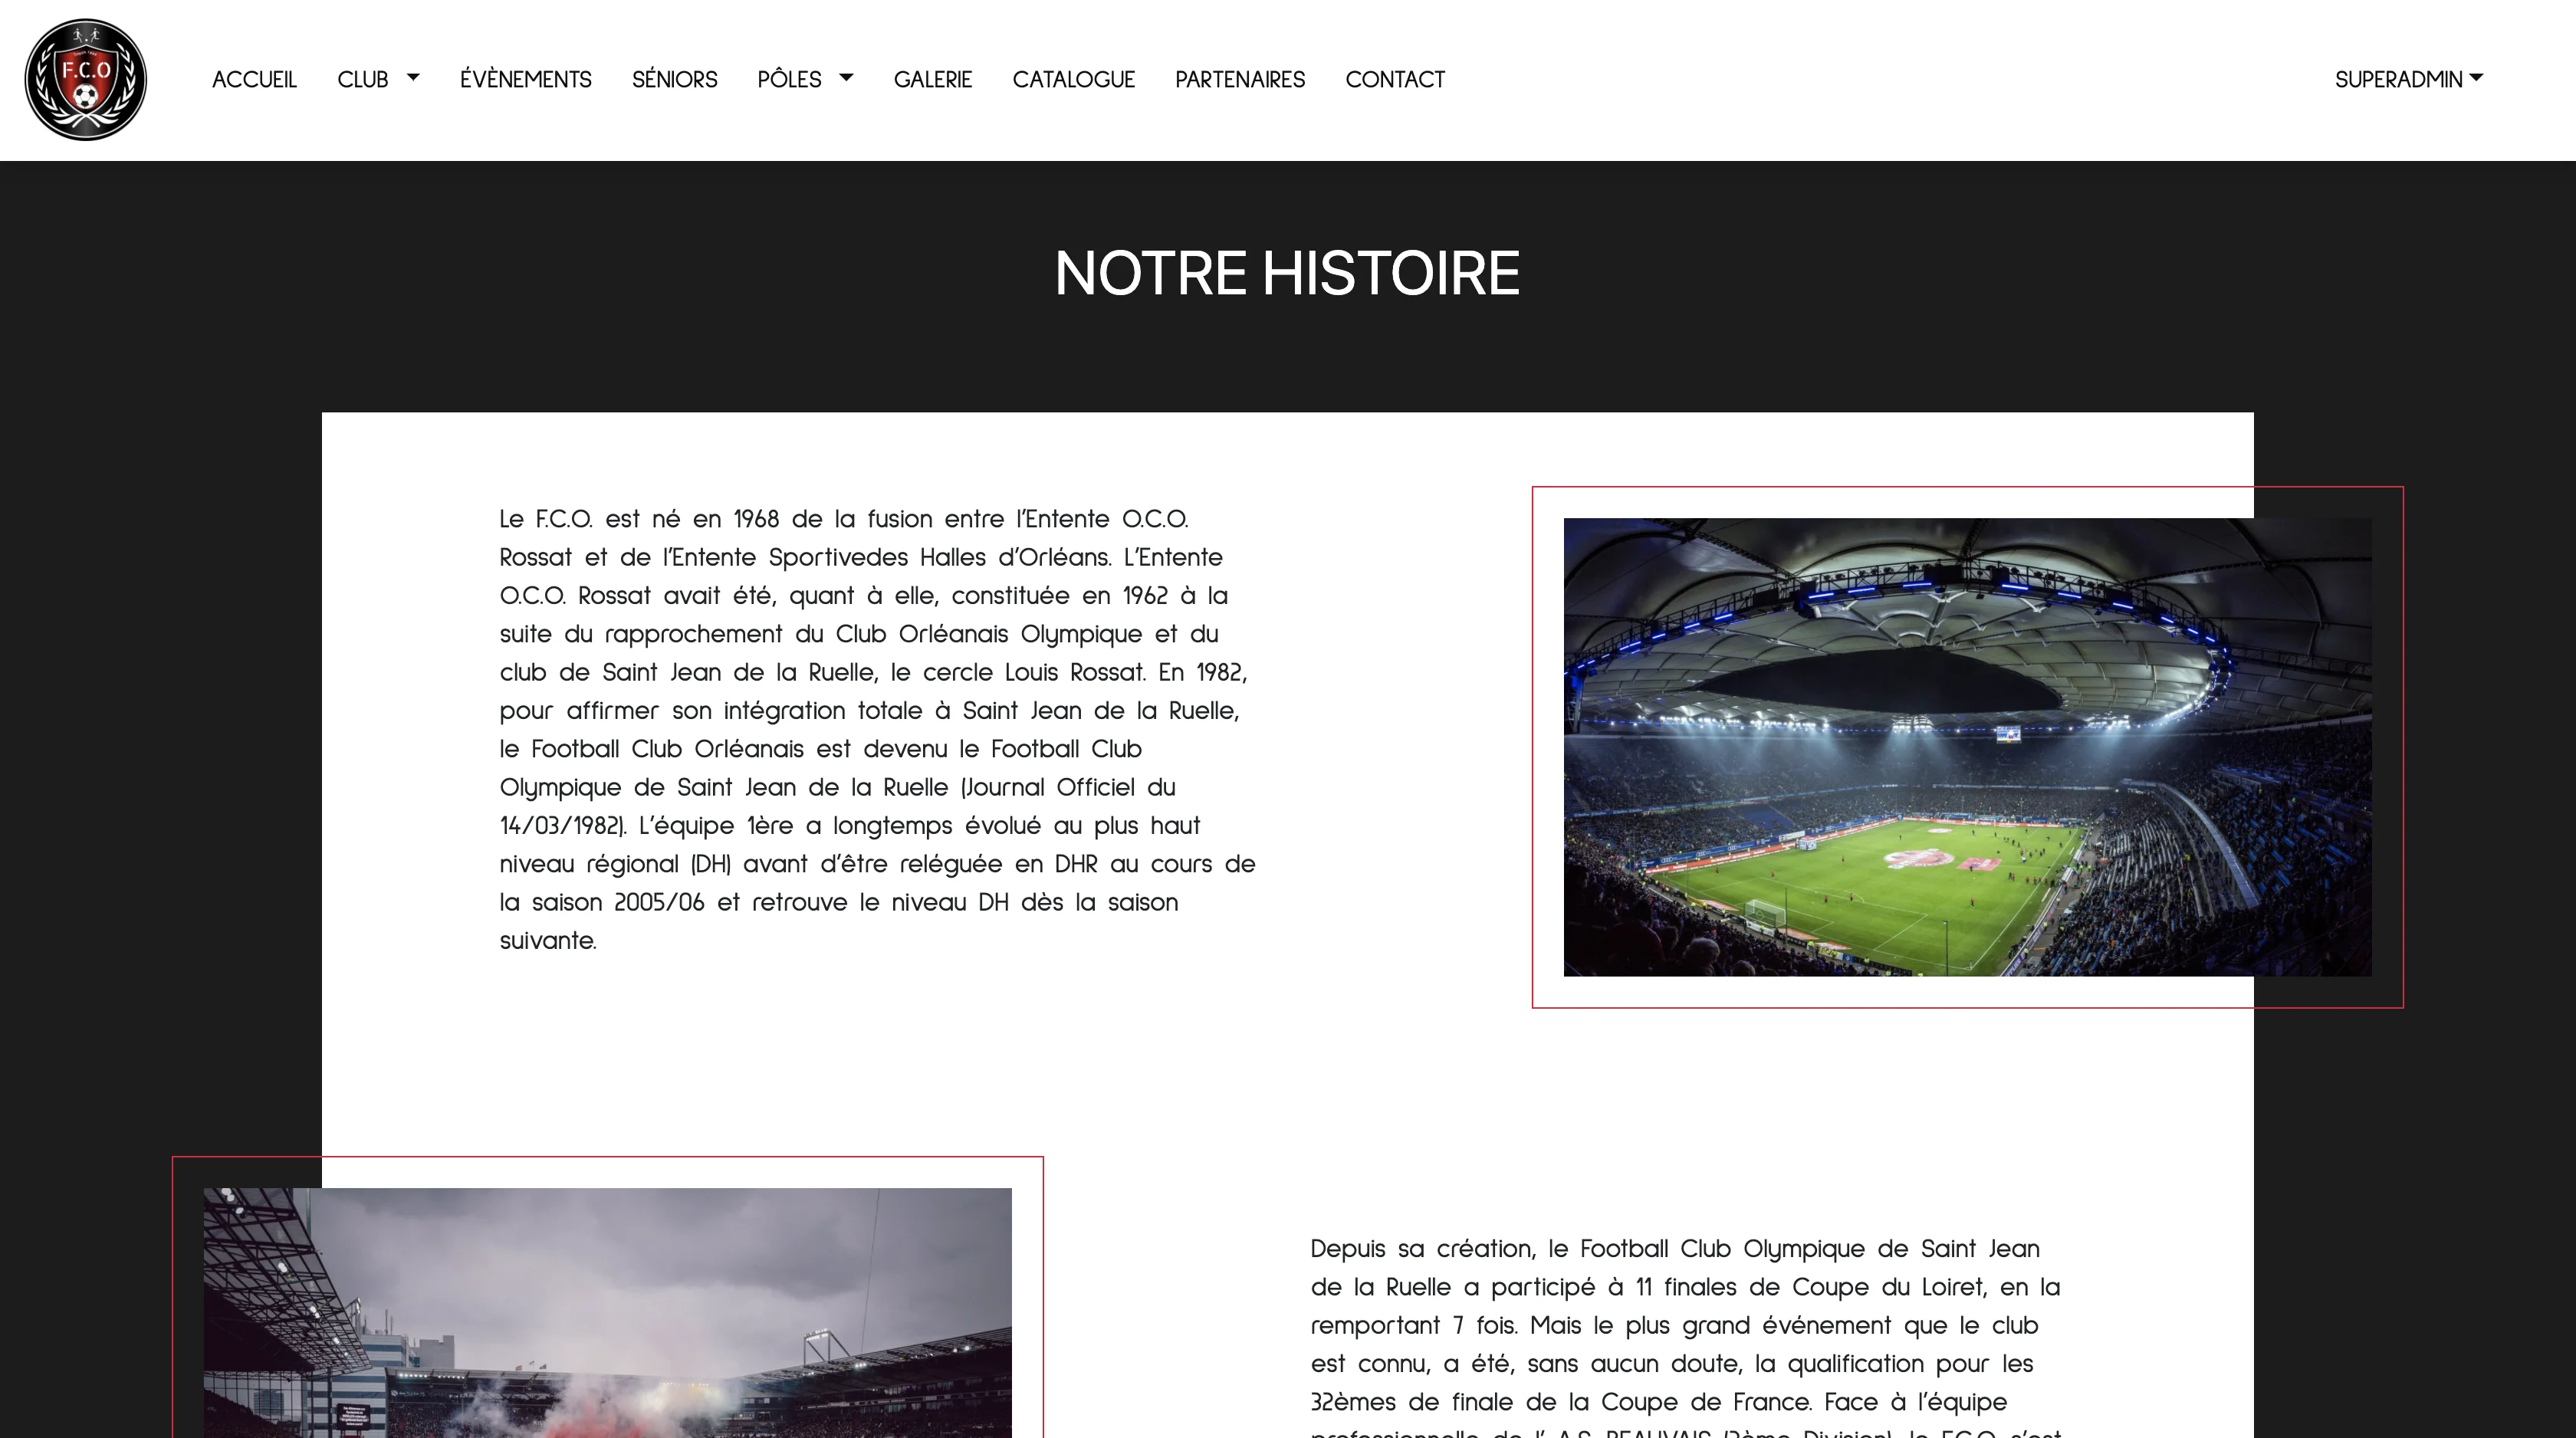 F.C.O
ACCUEIL CLUB ÉVÈNEMENTS SÉNIORS PÔLES GALERIE CATALOGUE PARTENAIRES CONTACT SUPERADMIN
NOTRE HISTOIRE
Le F.C.O. est né en 1968 de la fusion entre l'Entente O.C.O.
Rossat et de l'Entente Sportivedes Halles d'Orléans. L'Entente
O.C.O. Rossat avait été, quant à elle, constituée en 1962 à la
suite du rapprochement du Club Orléanais Olympique et du
club de Saint Jean de la Ruelle, le cercle Louis Rossat. En 1982,
pour affirmer son intégration totale à Saint Jean de la Ruelle,
le Football Club Orléanais est devenu le Football Club
Olympique de Saint Jean de la Ruelle (Journal Officiel du
14/03/1982). L'équipe 1ère a longtemps évolué au plus haut
niveau régional (DH) avant d'être reléguée en DHR au cours de
la saison 2005/06 et retrouve le niveau DH dès la saison
suivante.
Depuis sa création, le Football Club Olympique de Saint Jean
de la Ruelle a participé à 11 finales de Coupe du Loiret, en la
remportant 7 fois. Mais le plus grand événement que le club
est connu, a été, sans aucun doute, la qualification pour les
32èmes de finale de la Coupe de France. Face à l'équipe
professionnelle de l' A.S. BEAUVAIS (2ème Division), le F.C.O. s'est